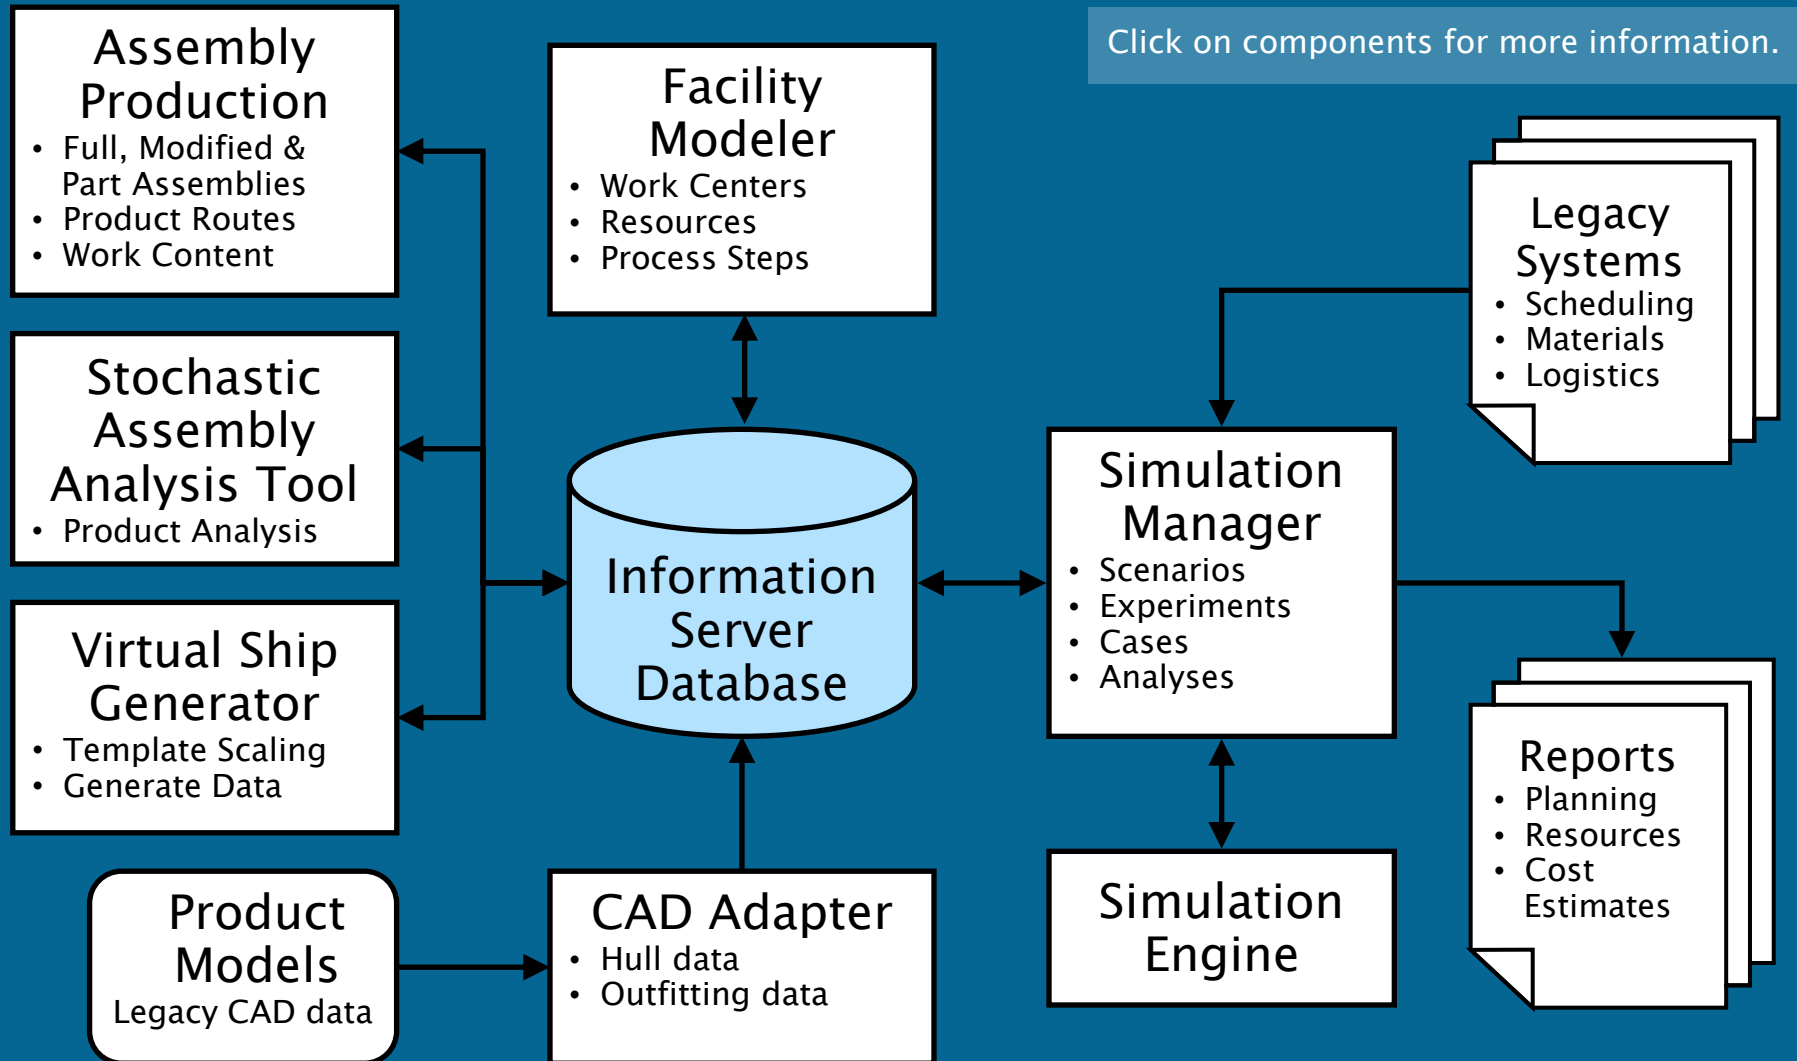 Assembly
Production
• Full, Modified &
Part Assemblies
• Product Routes
• Work Content
Facility
Modeler
• Work Centers
• Resources
• Process Steps
Click on components for more information.
Legacy
Systems
• Scheduling
• Materials
• Logistics
Stochastic
Assembly
Analysis Tool
• Product Analysis
Information
Server
Database
Simulation
Manager
• Scenarios
• Experiments
• Cases
• Analyses
Virtual Ship
Generator
• Template Scaling
• Generate Data
Reports
• Planning
• Resources
• Cost
Estimates
Product
Models
Legacy CAD data
CAD Adapter
• Hull data
• Outfitting data
Simulation
Engine